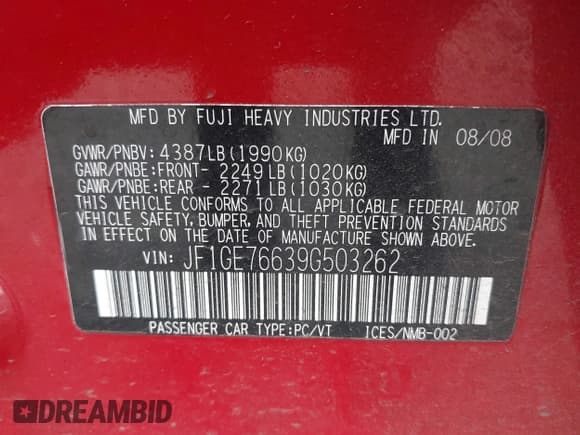 MFD BY FUJI HEAVY INDUSTRIES LTD.
MFD IN 08/08
GVWR/PNBV: 4387LB(1990KG)
GAWR/PNBE:FRONT- 2249LB(1020KG)
GAWR/PNBE:REAR - 2271LB(1030KG)
THIS VEHICLE CONFORMS TO ALL APPLICABLE FEDERAL MOTOR
VEHICLE SAFETY, BUMPER, AND THEFT PREVENTION STANDARDS
IN EFFECT ON THE DATE OF MANUFACTURE SHOWN ABOVE.
VIN: JF1GE76639G503262
PASSENGER CAR TYPE:PC/VT ICES/NMB-002
DREAMBID